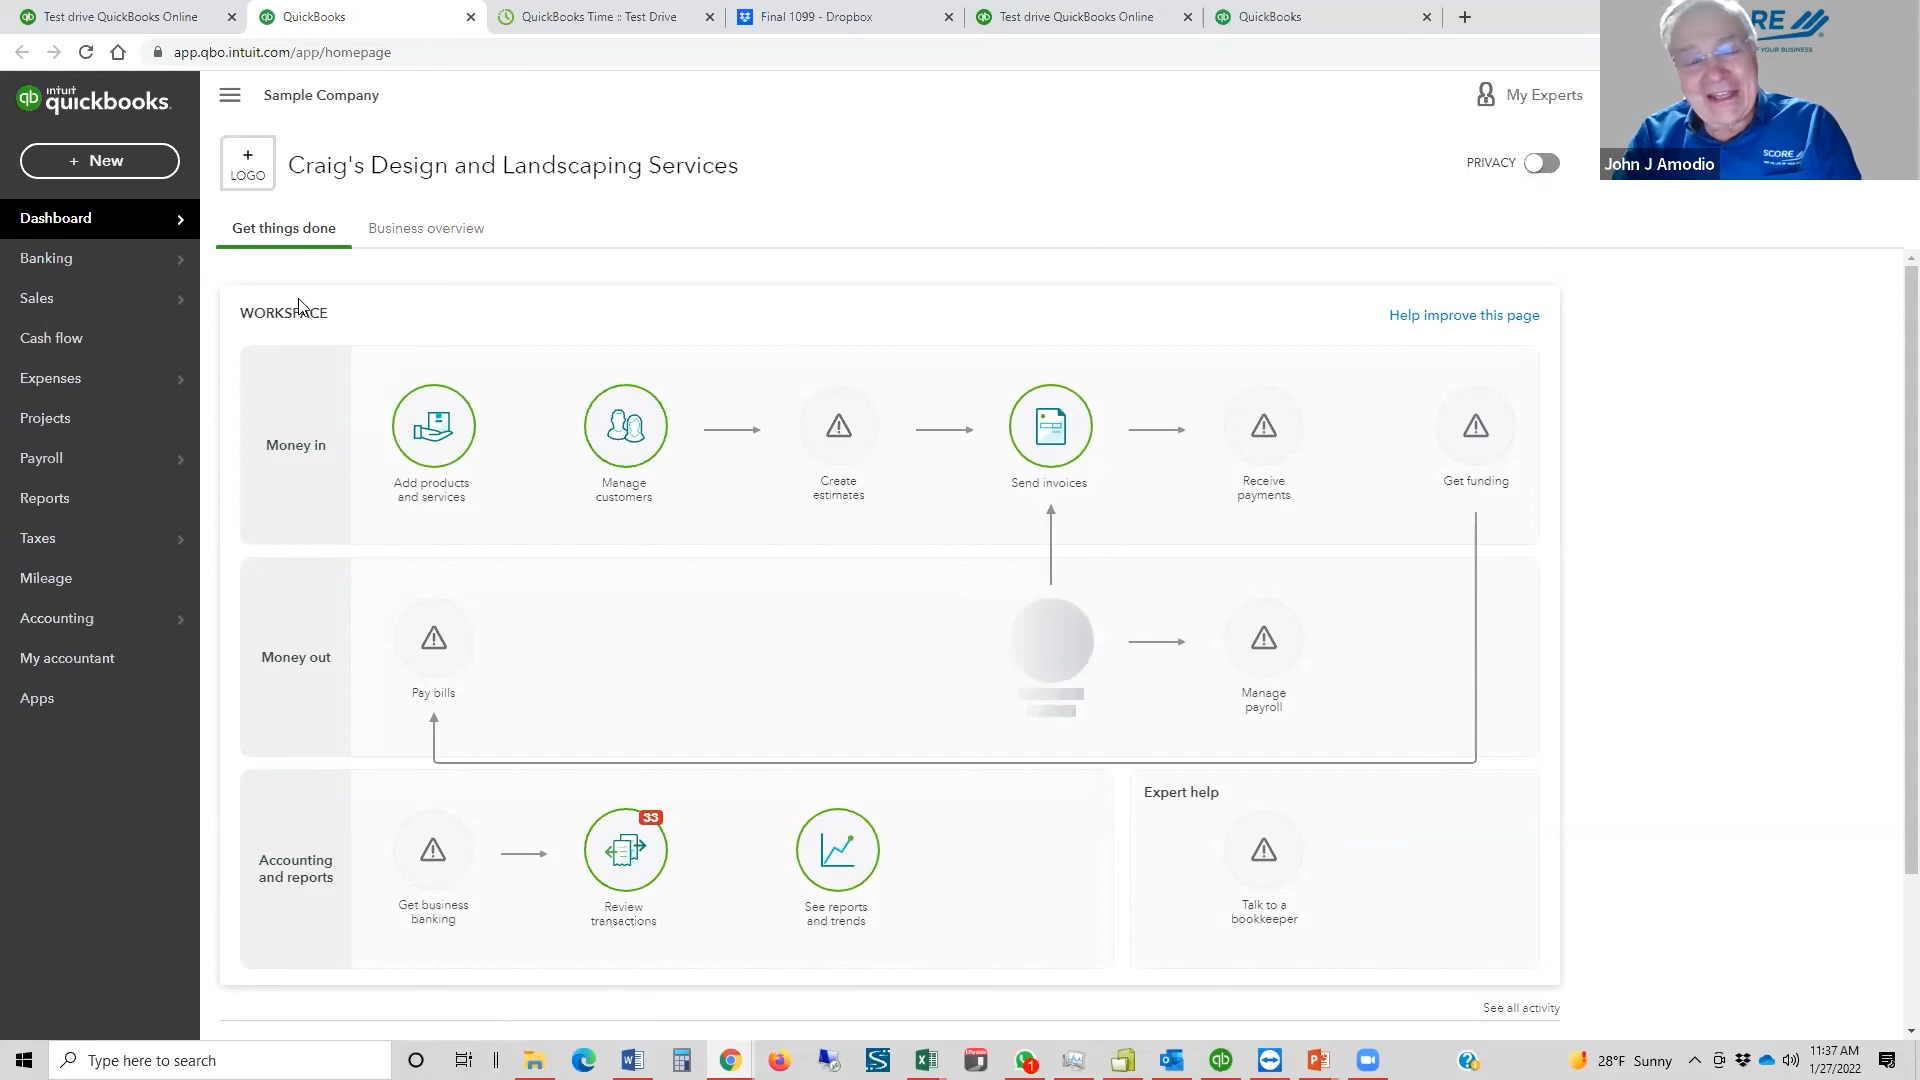 Test drive QuickBooks Online
QuickBooks
QuickBooks Time :: Test Drive
Final 1099 - Dropbox
Test drive QuickBooks Online
QuickBooks
app.qbo.intuit.com/app/homepage
OF YOUR BUSINESS
SCORE
John J Amodio
intuit
quickbooks.
Sample Company
My Experts
+ New
+
LOGO
Craig's Design and Landscaping Services
PRIVACY
Dashboard
Banking
Sales
Cash flow
Expenses
Projects
Payroll
Reports
Taxes
Mileage
Accounting
My accountant
Apps
Get things done
Business overview
WORKSPACE
Help improve this page
Money in
Add products
and services
Manage
customers
Create
estimates
Send invoices
Receive
payments
Get funding
Money out
Pay bills
Manage
payroll
Accounting
and reports
Get business
banking
33
Review
transactions
See reports
and trends
Expert help
Talk to a
bookkeeper
See all activity
Type here to search
1
28°F Sunny
11:37 AM
1/27/2022